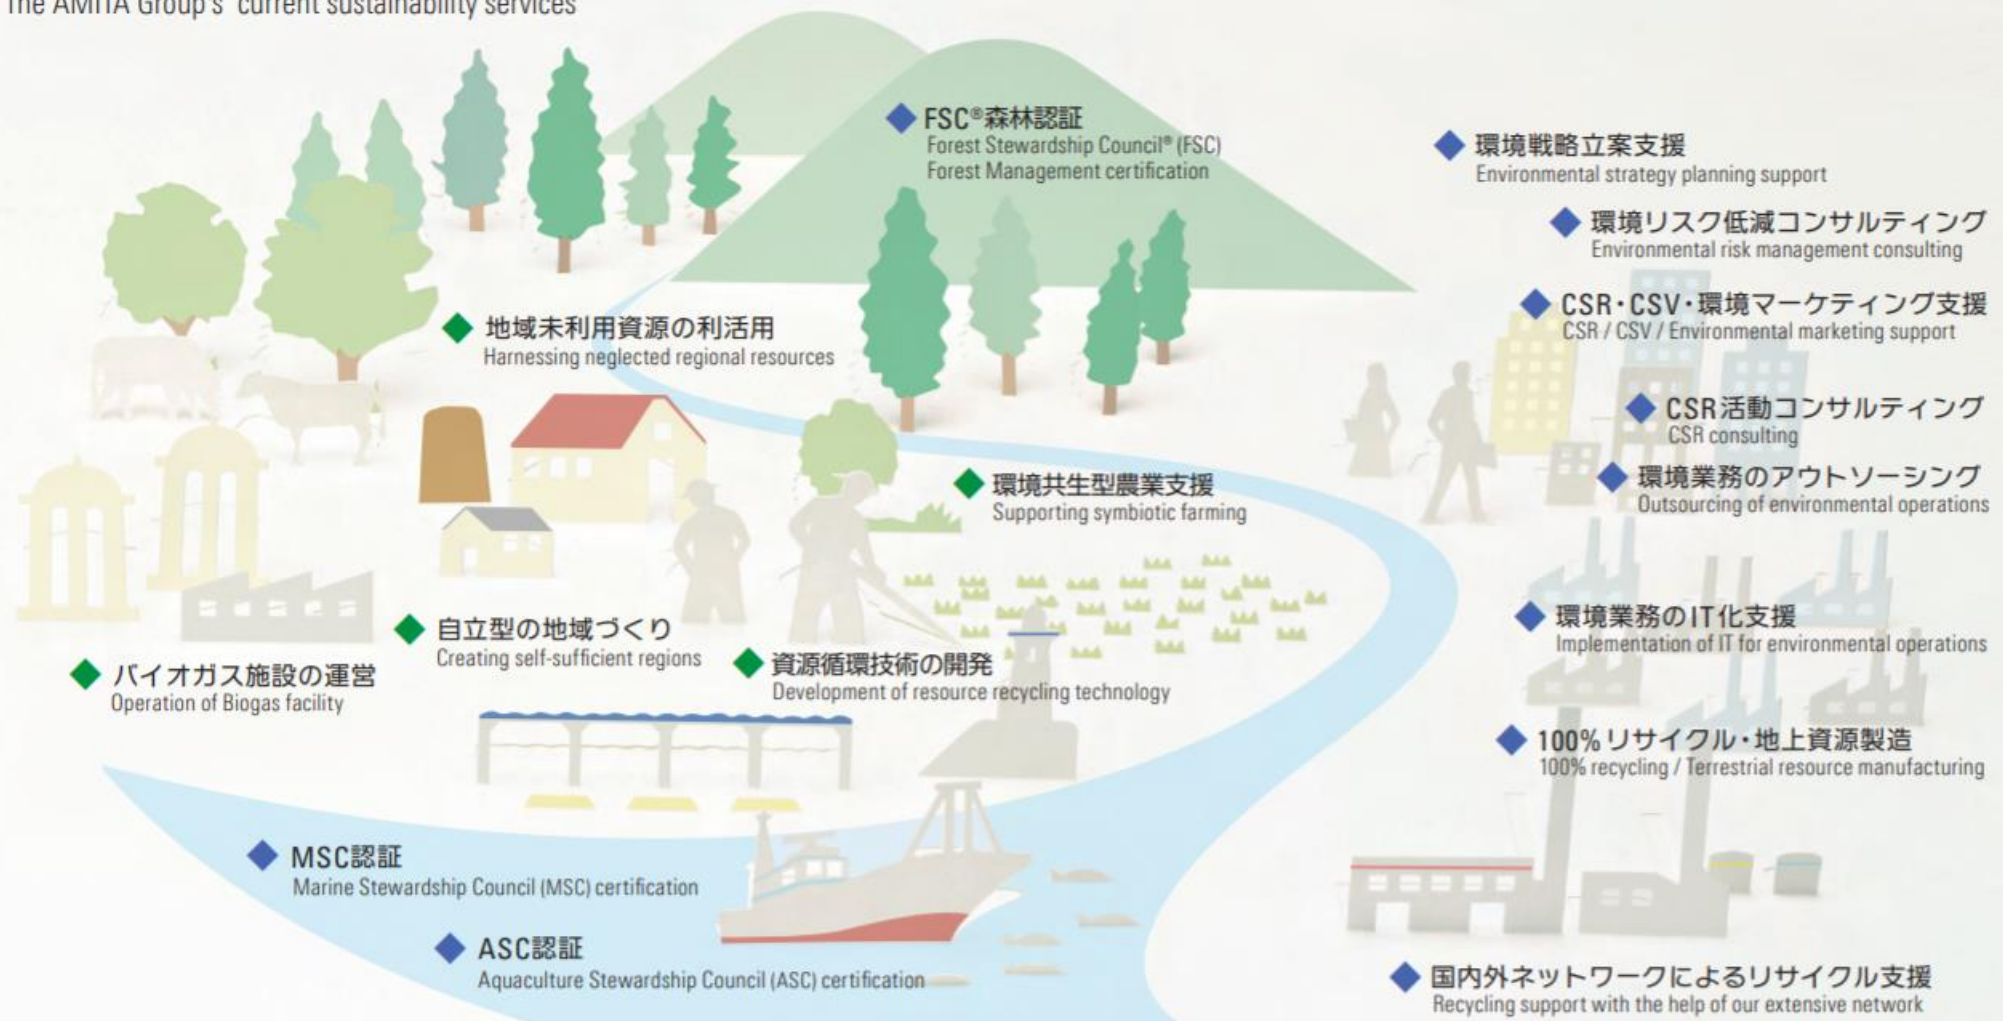 The AMITA Group's current sustainability services
FSC®森林認証
Forest Stewardship Council® (FSC)
Forest Management certification
環境戦略立案支援
Environmental strategy planning support
環境リスク低減コンサルティング
Environmental risk management consulting
CSR・CSV・環境マーケティング支援
CSR / CSV / Environmental marketing support
地域未利用資源の利活用
Harnessing neglected regional resources
CSR活動コンサルティング
CSR consulting
環境共生型農業支援
Supporting symbiotic farming
環境業務のアウトソーシング
Outsourcing of environmental operations
自立型の地域づくり
Creating self-sufficient regions
環境業務のIT化支援
Implementation of IT for environmental operations
バイオガス施設の運営
Operation of Biogas facility
資源循環技術の開発
Development of resource recycling technology
100%リサイクル・地上資源製造
100% recycling / Terrestrial resource manufacturing
MSC認証
Marine Stewardship Council (MSC) certification
ASC認証
Aquaculture Stewardship Council (ASC) certification
国内外ネットワークによるリサイクル支援
Recycling support with the help of our extensive network